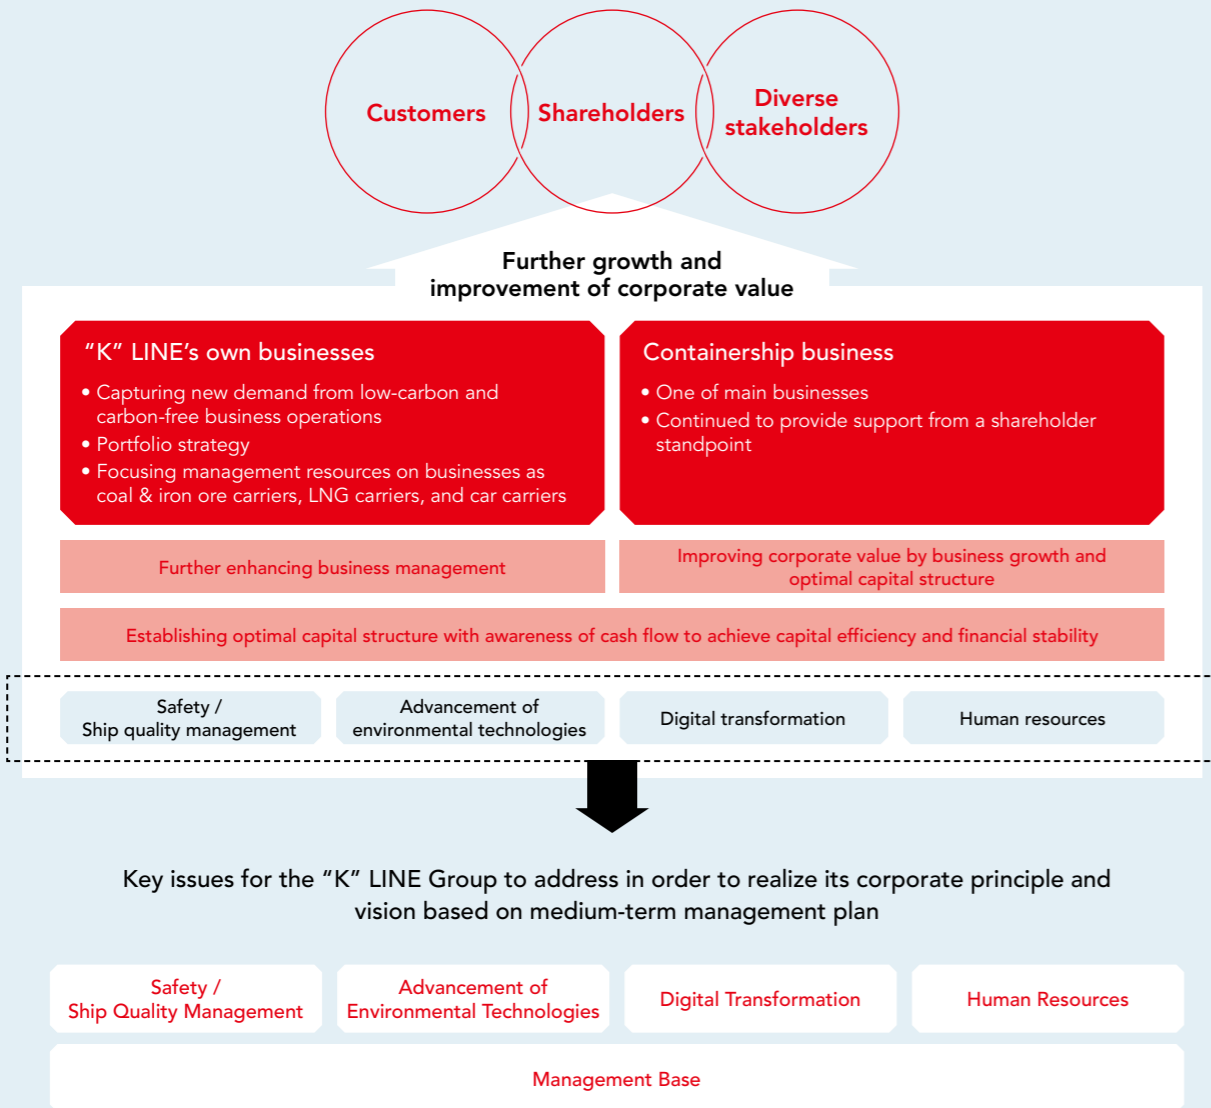 Customers
Shareholders
Diverse
stakeholders
Further growth and
improvement of corporate value
“K” LINE’s own businesses
• Capturing new demand from low-carbon and
carbon-free business operations
• Portfolio strategy
• Focusing management resources on businesses as
coal & iron ore carriers, LNG carriers, and car carriers
Containership business
• One of main businesses
• Continued to provide support from a shareholder
standpoint
Further enhancing business management
Improving corporate value by business growth and
optimal capital structure
Establishing optimal capital structure with awareness of cash flow to achieve capital efficiency and financial stability
Safety /
Ship quality management
Advancement of
environmental technologies
Digital transformation
Human resources
Key issues for the “K” LINE Group to address in order to realize its corporate principle and
vision based on medium-term management plan
Safety /
Ship Quality Management
Advancement of
Environmental Technologies
Digital Transformation
Human Resources
Management Base